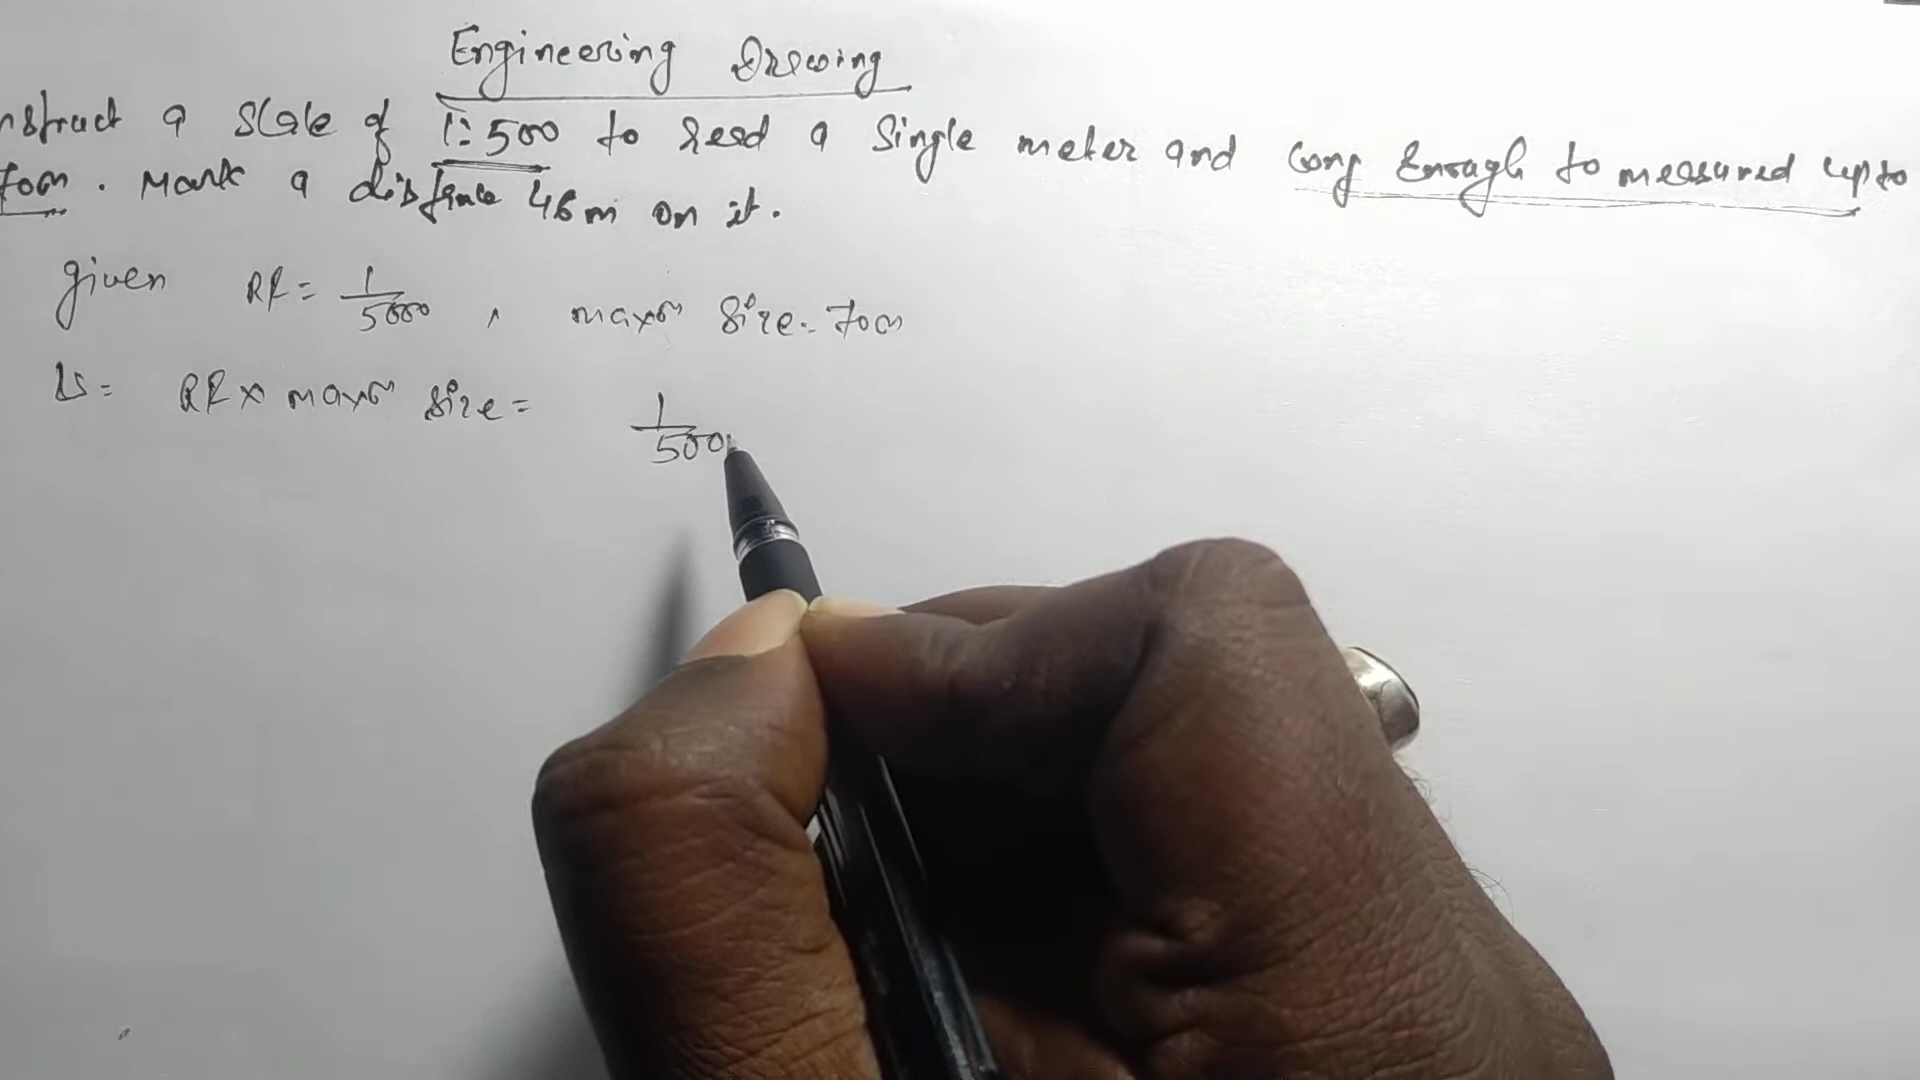 Engineering Drawing
nstruct a Scale of 1:500 to read a Single meter and long Enough to measured upto
70m. Mark a distance 46m on it.
given RF = 1/5000, maxm Size = 70m
LS = RF x maxm Size = 1/500